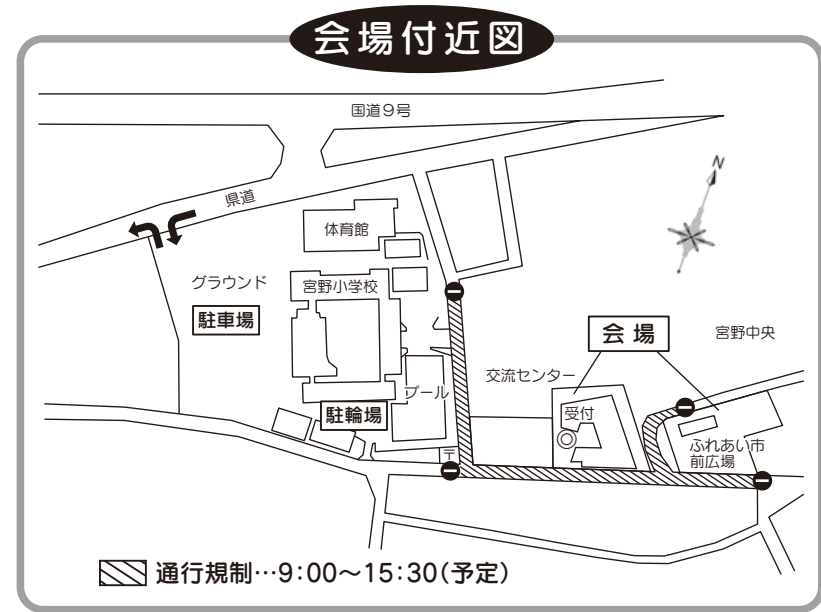 会場付近図
国道9号
N
県道
体育館
グラウンド
宮野小学校
駐車場
会場
宮野中央
交流センター
プール
受付
駐輪場
ふれあい市
前広場
〒
通行規制…9:00～15:30(予定)